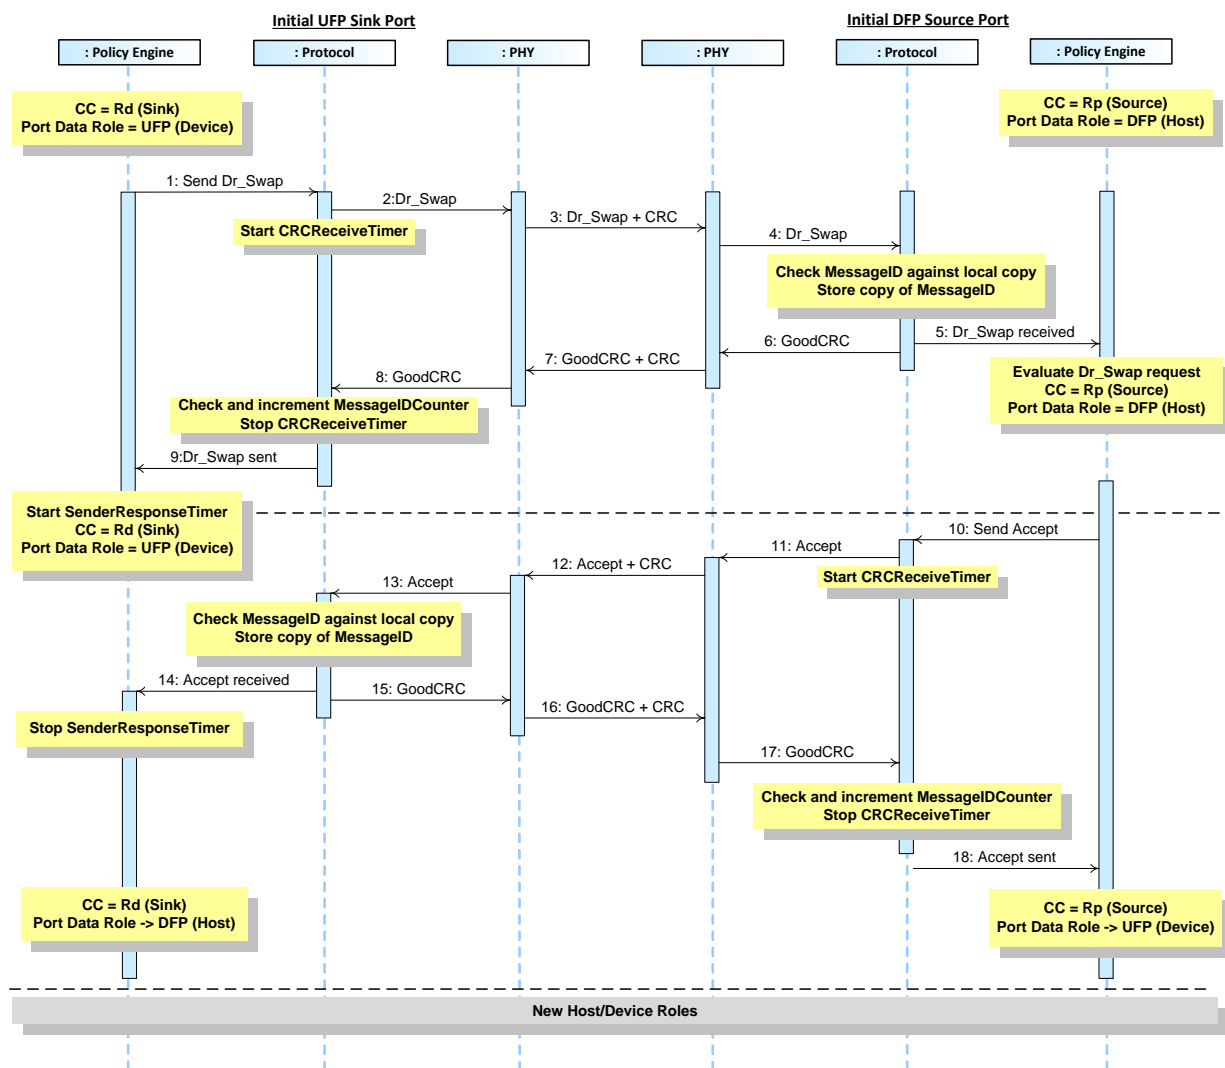 Initial UFP Sink Port
Initial DFP Source Port
: Policy Engine
: Protocol
: PHY
: PHY
: Protocol
: Policy Engine
CC = Rd (Sink)
Port Data Role = UFP (Device)
CC = Rp (Source)
Port Data Role = DFP (Host)
1: Send Dr_Swap
2:Dr_Swap
Start CRCReceiveTimer
3: Dr_Swap + CRC
4: Dr_Swap
Check MessageID against local copy
Store copy of MessageID
5: Dr_Swap received
6: GoodCRC
7: GoodCRC + CRC
8: GoodCRC
Evaluate Dr_Swap request
CC = Rp (Source)
Port Data Role = DFP (Host)
Check and increment MessageIDCounter
Stop CRCReceiveTimer
9:Dr_Swap sent
Start SenderResponseTimer
CC = Rd (Sink)
Port Data Role = UFP (Device)
10: Send Accept
11: Accept
Start CRCReceiveTimer
12: Accept + CRC
13: Accept
Check MessageID against local copy
Store copy of MessageID
14: Accept received
15: GoodCRC
Stop SenderResponseTimer
16: GoodCRC + CRC
17: GoodCRC
Check and increment MessageIDCounter
Stop CRCReceiveTimer
18: Accept sent
CC = Rd (Sink)
Port Data Role -> DFP (Host)
CC = Rp (Source)
Port Data Role -> UFP (Device)
New Host/Device Roles